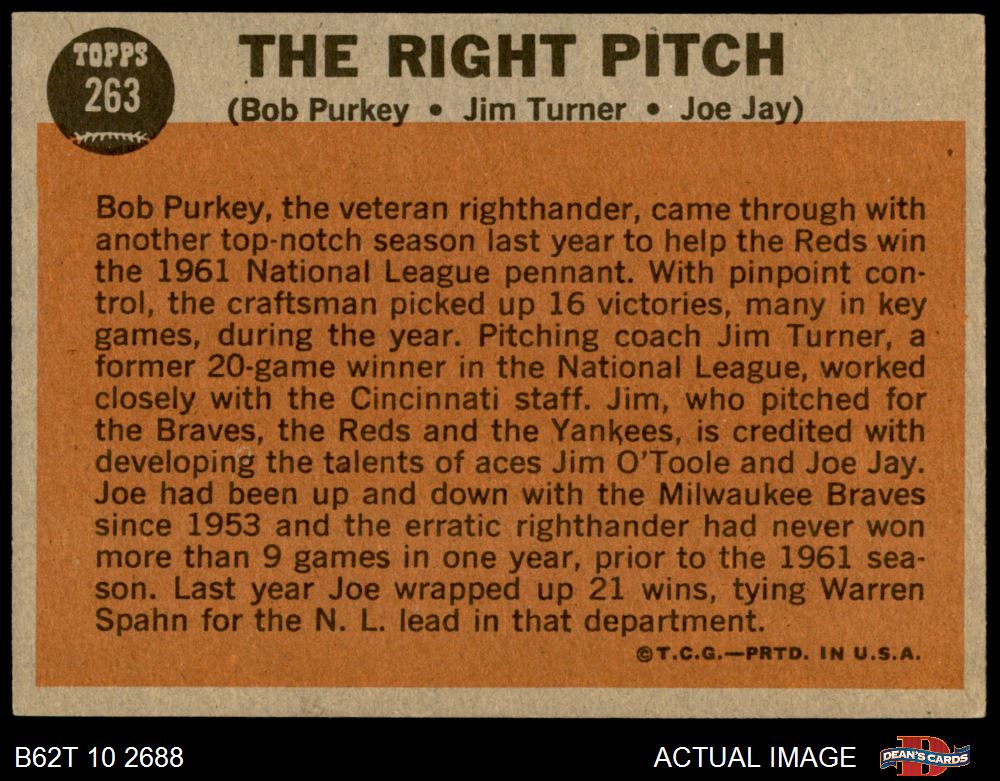 TOPPS
263
THE RIGHT PITCH
(Bob Purkey • Jim Turner • Joe Jay)
Bob Purkey, the veteran righthander, came through with
another top-notch season last year to help the Reds win
the 1961 National League pennant. With pinpoint con-
trol, the craftsman picked up 16 victories, many in key
games, during the year. Pitching coach Jim Turner, a
former 20-game winner in the National League, worked
closely with the Cincinnati staff. Jim, who pitched for
the Braves, the Reds and the Yankees, is credited with
developing the talents of aces Jim O'Toole and Joe Jay.
Joe had been up and down with the Milwaukee Braves
since 1953 and the erratic righthander had never won
more than 9 games in one year, prior to the 1961 sea-
son. Last year Joe wrapped up 21 wins, tying Warren
Spahn for the N. L. lead in that department.
©T.C.G.—PRTD. IN U.S.A.
B62T 10 2688
ACTUAL IMAGE
D
DEAN'S CARDS